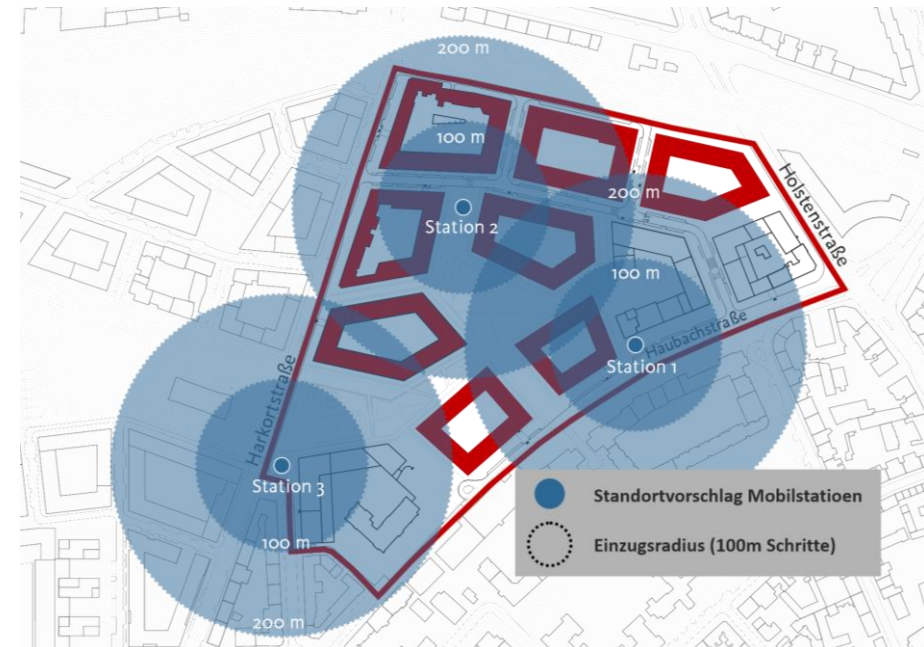 200 m
100 m
Holstenstraße
200 m
Station 2
100 m
Haubachstraße
Station 1
Harkortstraße
Station 3
100 m
200 m
Standortvorschlag Mobilstatioen
Einzugsradius (100m Schritte)